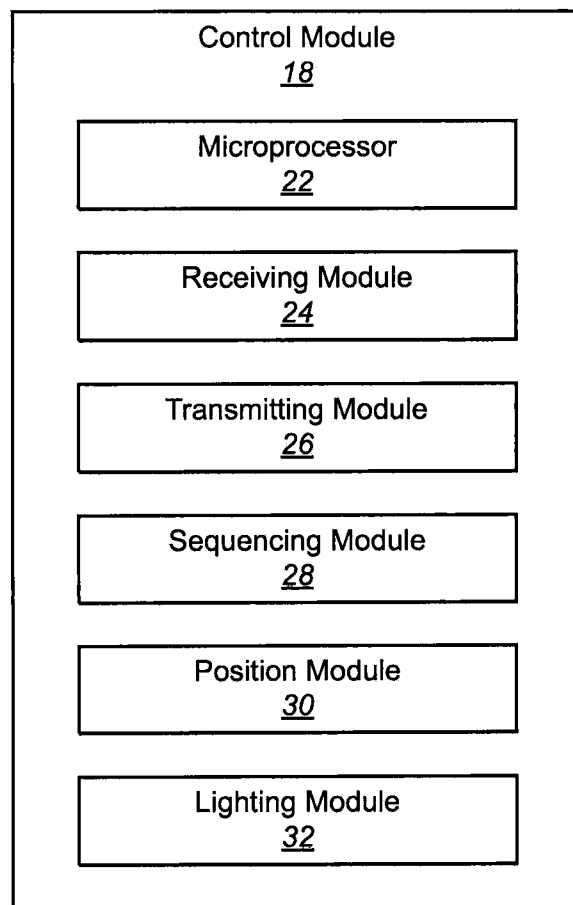 Control Module
18
Microprocessor
22
Receiving Module
24
Transmitting Module
26
Sequencing Module
28
Position Module
30
Lighting Module
32